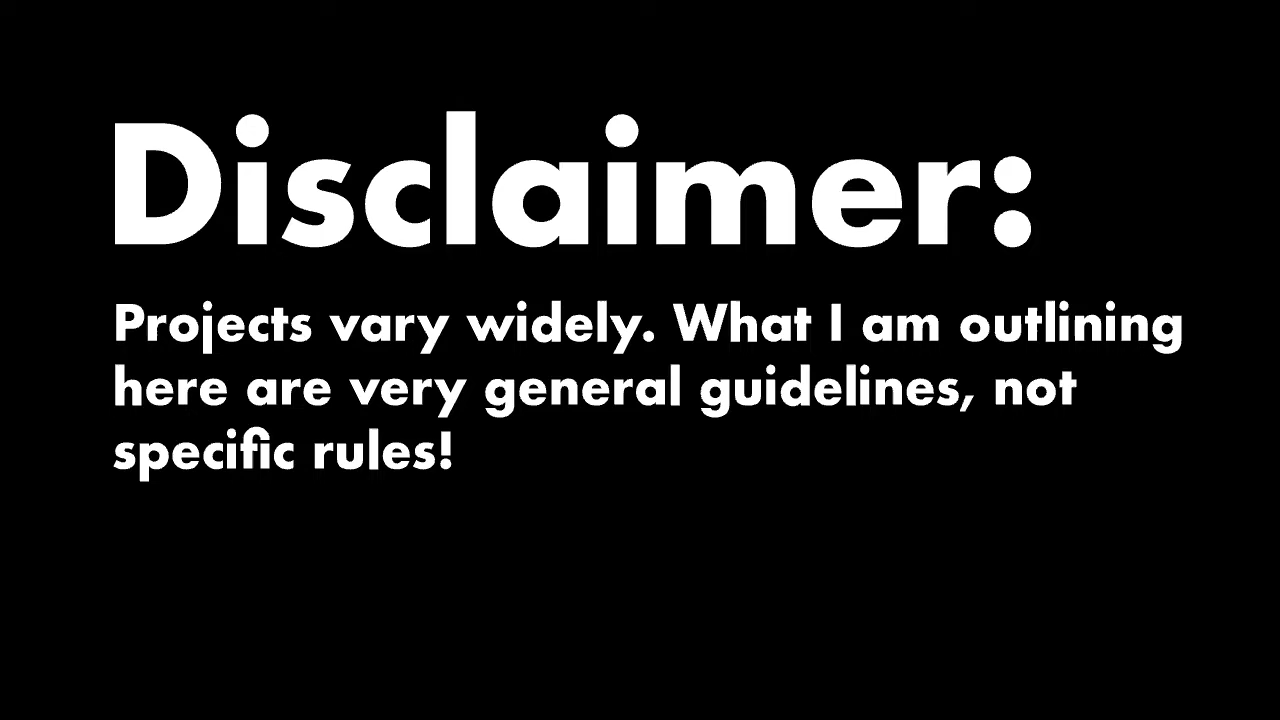 Disclaimer:
Projects vary widely. What I am outlining
here are very general guidelines, not
specific rules!